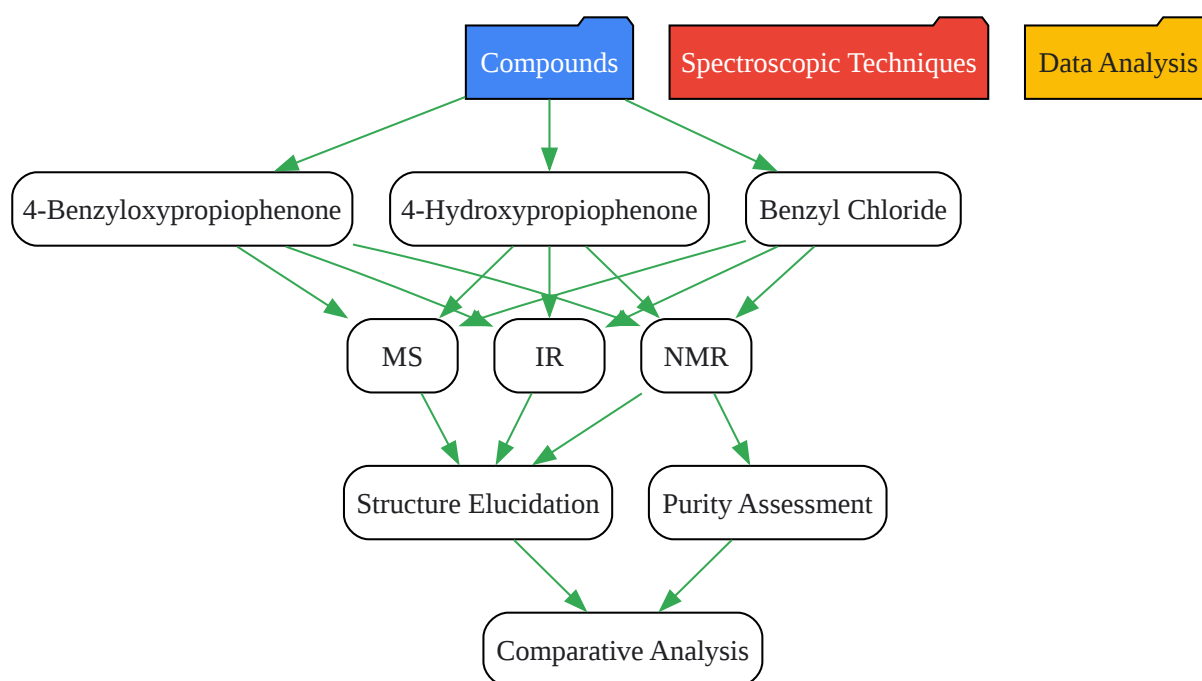 Compounds
Spectroscopic Techniques
Data Analysis
4-Benzyloxypropiophenone
4-Hydroxypropiophenone
Benzyl Chloride
MS
IR
NMR
Structure Elucidation
Purity Assessment
Comparative Analysis